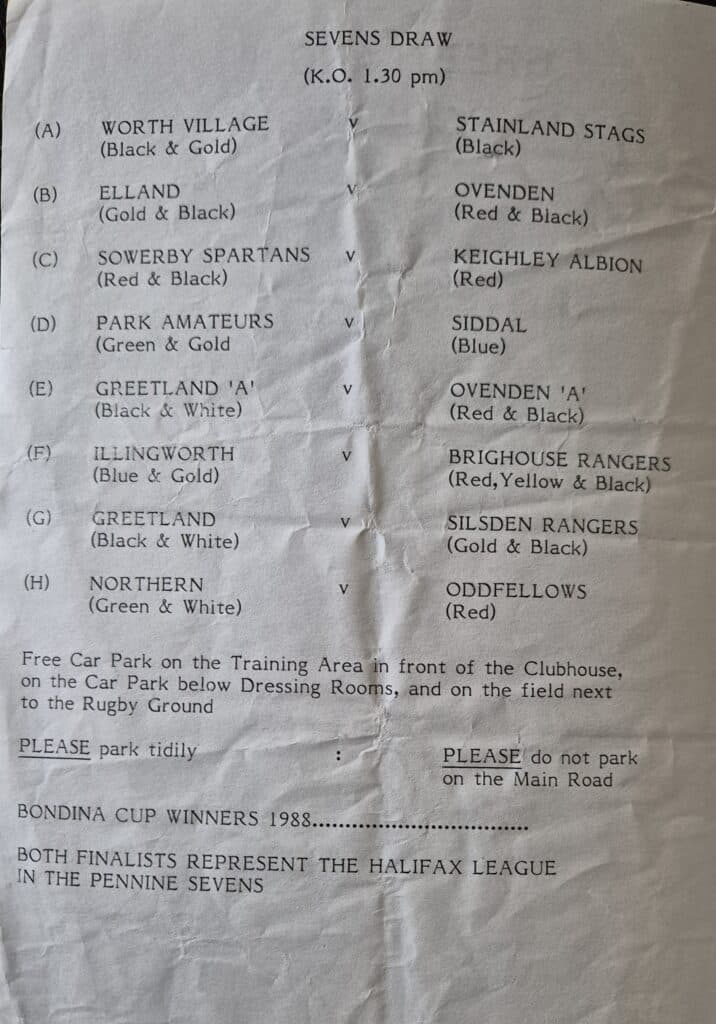 SEVENS DRAW
(K.O. 1.30 pm)
(A) WORTH VILLAGE v STAINLAND STAGS
(Black & Gold) (Black)
(B) ELLAND v OVENDEN
(Gold & Black) (Red & Black)
(C) SOWERBY SPARTANS v KEIGHLEY ALBION
(Red & Black) (Red)
(D) PARK AMATEURS v SIDDAL
(Green & Gold (Blue)
(E) GREETLAND 'A' v OVENDEN 'A'
(Black & White) (Red & Black)
(F) ILLINGWORTH v BRIGHOUSE RANGERS
(Blue & Gold) (Red,Yellow & Black)
(G) GREETLAND v SILSDEN RANGERS
(Black & White) (Gold & Black)
(H) NORTHERN v ODDFELLOWS
(Green & White) (Red)
Free Car Park on the Training Area in front of the Clubhouse,
on the Car Park below Dressing Rooms, and on the field next
to the Rugby Ground
PLEASE park tidily : PLEASE do not park
on the Main Road
BONDINA CUP WINNERS 1988.................................
BOTH FINALISTS REPRESENT THE HALIFAX LEAGUE
IN THE PENNINE SEVENS